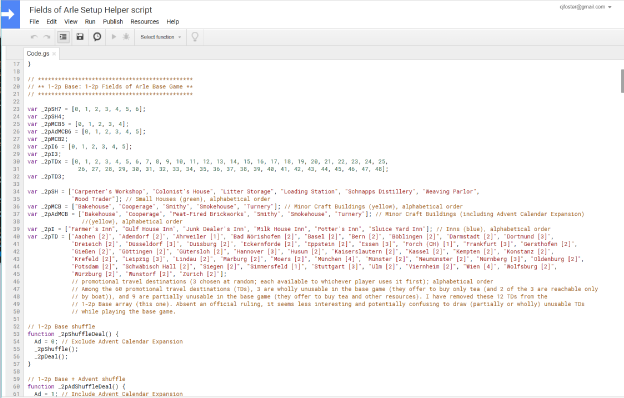 Fields of Arle Setup Helper script
File Edit View Run Publish Resources Help
Select function
Code.gs
17 }
18
19 // **********************************************
20 // ** 1-2p Base: 1-2p Fields of Arle Base Game **
21 // **********************************************
22
23 var _2pSH7 = [0, 1, 2, 3, 4, 5, 6];
24 var _2pSH4;
25 var _2pMCB5 = [0, 1, 2, 3, 4];
26 var _2pAdMCB6 = [0, 1, 2, 3, 4, 5];
27 var _2pMCB2;
28 var _2pI6 = [0, 1, 2, 3, 4, 5];
29 var _2pI3;
30 var _2pTDx = [0, 1, 2, 3, 4, 5, 6, 7, 8, 9, 10, 11, 12, 13, 14, 15, 16, 17, 18, 19, 20, 21, 22, 23, 24, 25,
31 26, 27, 28, 29, 30, 31, 32, 33, 34, 35, 36, 37, 38, 39, 40, 41, 42, 43, 44, 45, 46, 47, 48];
32 var _2pTD3;
33
34 var _2pSH = ["Carpenter's Workshop", "Colonist's House", "Litter Storage", "Loading Station", "Schnapps Distillery", "Weaving Parlor",
35 "Wood Trader"]; // Small Houses (green), alphabetical order
36 var _2pMCB = ["Bakehouse", "Cooperage", "Smithy", "Smokehouse", "Turnery"]; // Minor Craft Buildings (yellow), alphabetical order
37 var _2pAdMCB = ["Bakehouse", "Cooperage", "Peat-Fired Brickworks", "Smithy", "Smokehouse", "Turnery"]; // Minor Craft Buildings (including Advent Calendar Expansion)
38 //(yellow), alphabetical order
39 var _2pI = ["Farmer's Inn", "Gulf House Inn", "Junk Dealer's Inn", "Milk House Inn", "Potter's Inn", "Sluice Yard Inn"]; // Inns (blue), alphabetical order
40 var _2pTD = ["Aachen [2]", "Adendorf [2]", "Ahrweiler [1]", "Bad Wörishofen [2]", "Basel [2]", "Bern [2]", "Böblingen [2]", "Darmstadt [2]", "Dortmund [3]",
41 "Dreieich [2]", "Düsseldorf [3]", "Duisburg [2]", "Eckernförde [2]", "Eppstein [2]", "Essen [3]", "Forch (CH) [1]", "Frankfurt [5]", "Gersthofen [2]",
42 "Gießen [2]", "Göttingen [2]", "Gütersloh [2]", "Hannover [3]", "Husum [2]", "Kaiserslautern [2]", "Kassel [2]", "Kempten [2]", "Konstanz [2]",
43 "Krefeld [2]", "Leipzig [3]", "Lindau [2]", "Marburg [2]", "Moers [2]", "München [4]", "Münster [2]", "Neumünster [2]", "Nürnberg [3]", "Oldenburg [2]",
44 "Potsdam [2]", "Schwäbisch Hall [2]", "Siegen [2]", "Simmersfeld [1]", "Stuttgart [3]", "Ulm [2]", "Viernheim [2]", "Wien [4]", "Wolfsburg [2]",
45 "Würzburg [2]", "Wunstorf [2]", "Zürich [2]"]
46 // promotional travel destinations (3 chosen at random; each available to whichever player uses it first); alphabetical order
47 // Among the 60 promotional travel destinations (TDs), 3 are wholly unusable in the base game (they offer to buy only tea (and 2 of the 3 are reachable only
48 // by boat)), and 9 are partially unusable in the base game (they offer to buy tea and other resources). I have removed these 12 TDs from the
49 // 1-2p Base array (this one). Absent an official ruling, it seems less interesting and potentially confusing to draw (partially or wholly) unusable TDs
50 // while playing the base game.
51
52 // 1-2p Base shuffle
53 function _2pShuffleDeal() {
54 Ad = 0; // Exclude Advent Calendar Expansion
55 _2pShuffle();
56 _2pDeal();
57 }
58
59 // 1-2p Base + Advent shuffle
60 function _2pAdShuffleDeal() {
61 Ad = 1; // Include Advent Calendar Expansion